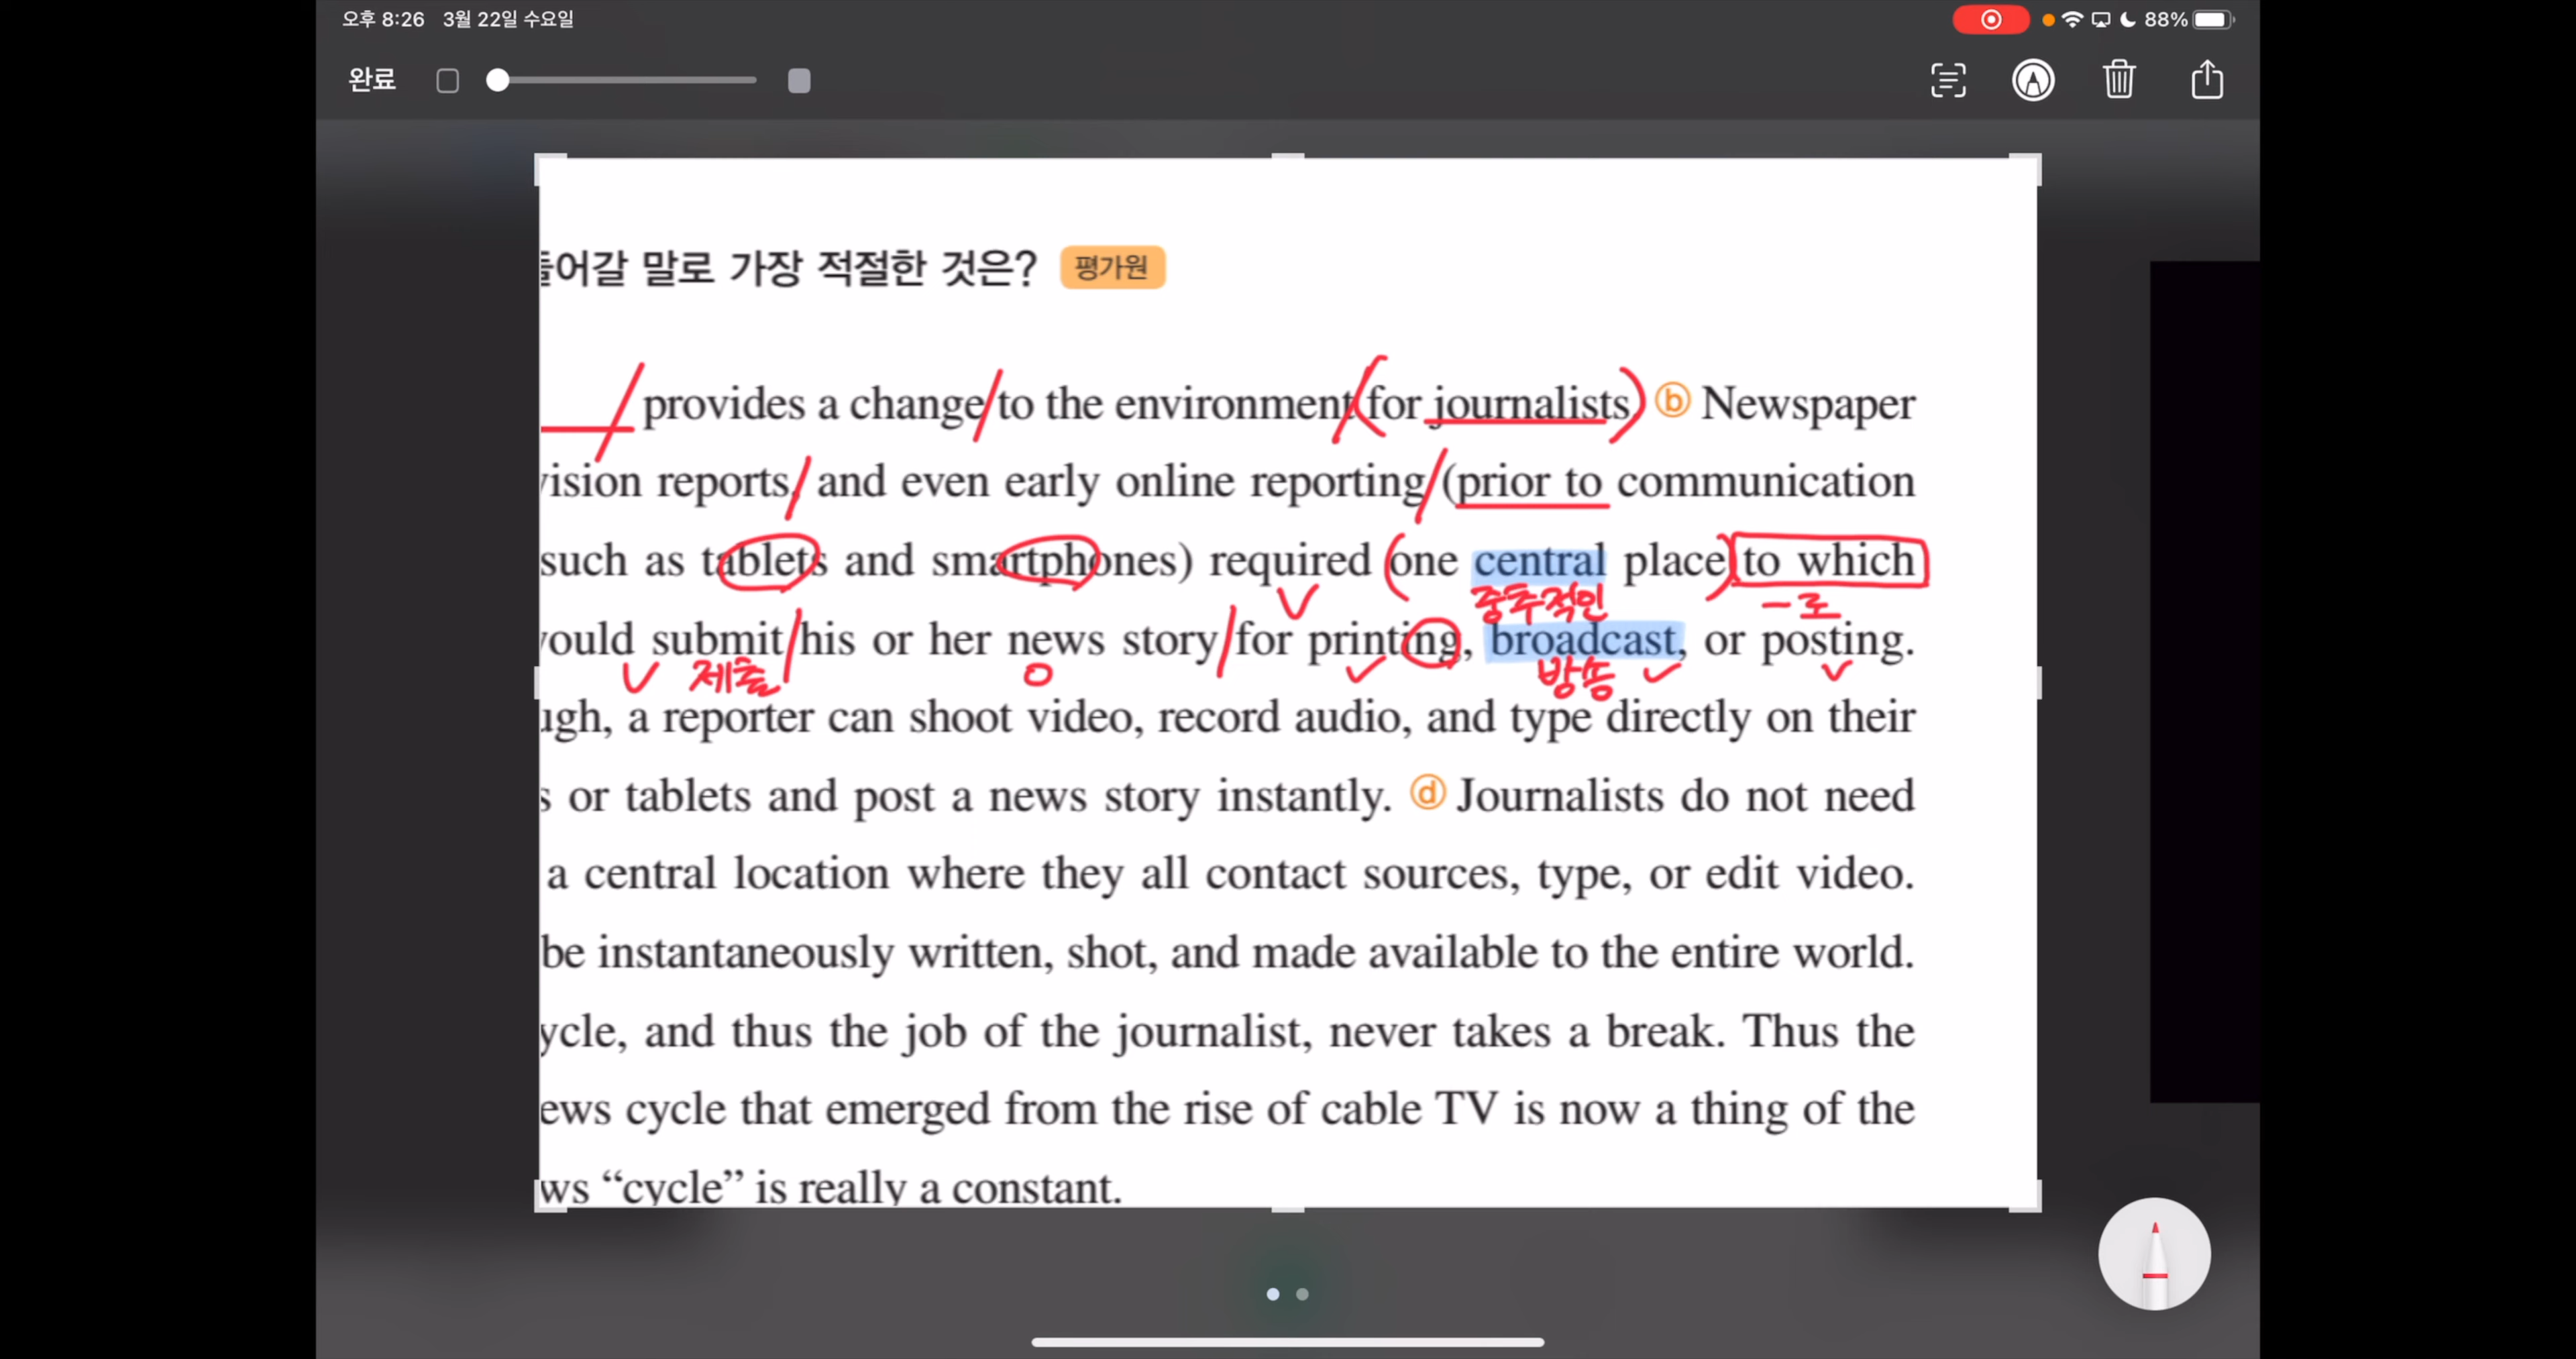 오후 8:26 3월 22일 수요일
88%
완료
어갈 말로 가장 적절한 것은? 평가원
provides a change to the environment (for journalists) ⓑ Newspaper
vision reports, and even early online reporting (prior to communication
such as tablets and smartphones) required (one central place) to which
중추적인
~로
would submit his or her news story for printing, broadcast, or posting.
제출
방송
ugh, a reporter can shoot video, record audio, and type directly on their
s or tablets and post a news story instantly. ⓓ Journalists do not need
a central location where they all contact sources, type, or edit video.
be instantaneously written, shot, and made available to the entire world.
ycle, and thus the job of the journalist, never takes a break. Thus the
ews cycle that emerged from the rise of cable TV is now a thing of the
ws “cycle” is really a constant.